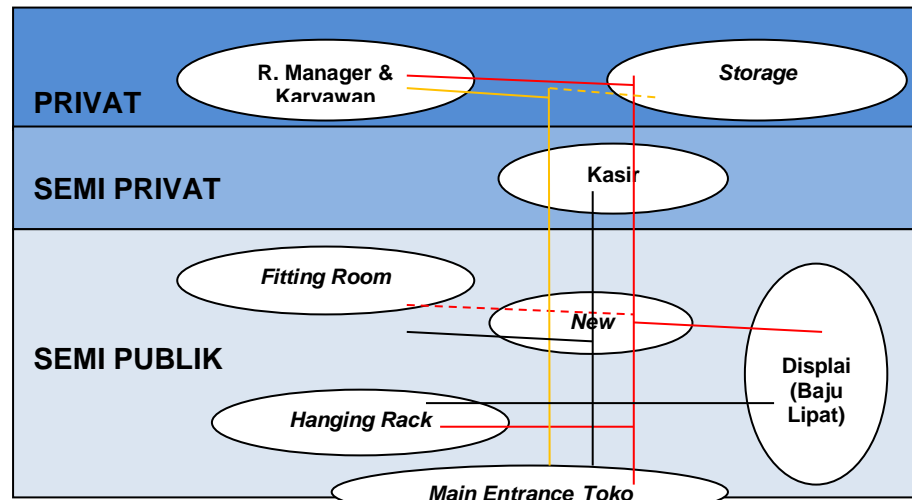 PRIVAT
R. Manager &
Karyawan
Storage
SEMI PRIVAT
Kasir
SEMI PUBLIK
Fitting Room
New
Displai
(Baju
Lipat)
Hanging Rack
Main Entrance Toko